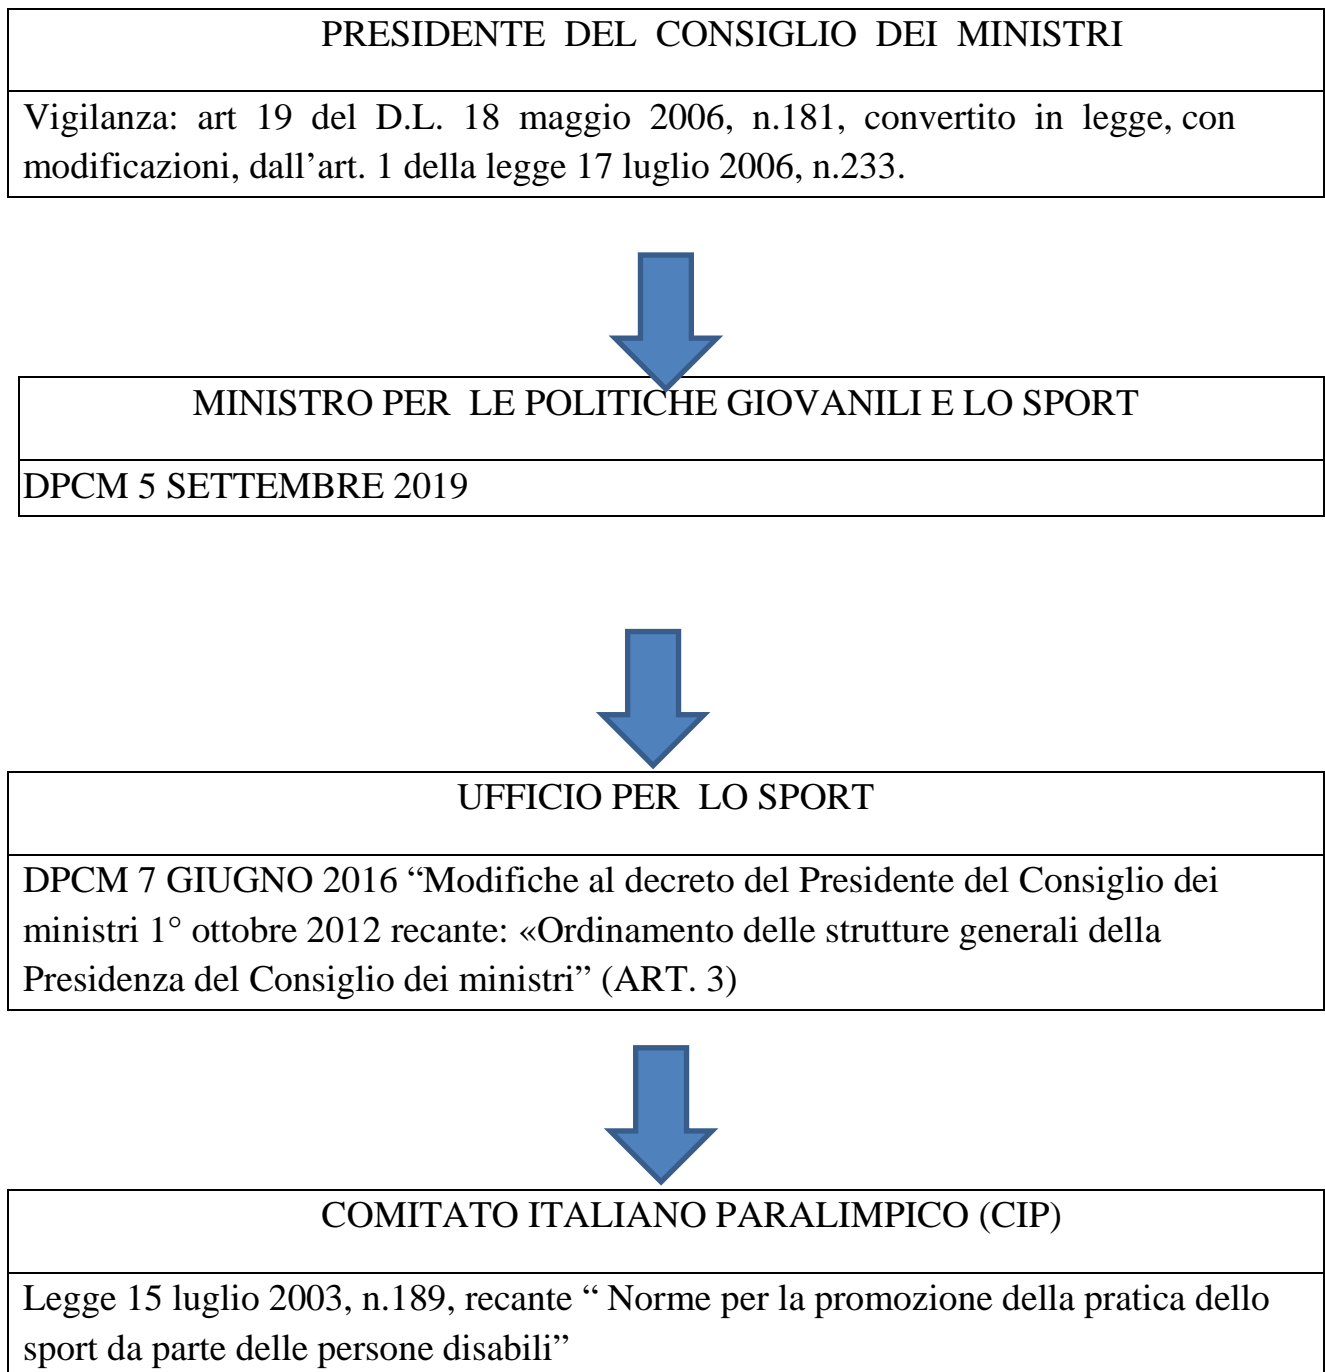 PRESIDENTE DEL CONSIGLIO DEI MINISTRI
Vigilanza: art 19 del D.L. 18 maggio 2006, n.181, convertito in legge, con
modificazioni, dall’art. 1 della legge 17 luglio 2006, n.233.
MINISTRO PER LE POLITICHE GIOVANILI E LO SPORT
DPCM 5 SETTEMBRE 2019
UFFICIO PER LO SPORT
DPCM 7 GIUGNO 2016 “Modifiche al decreto del Presidente del Consiglio dei
ministri 1° ottobre 2012 recante: «Ordinamento delle strutture generali della
Presidenza del Consiglio dei ministri” (ART. 3)
COMITATO ITALIANO PARALIMPICO (CIP)
Legge 15 luglio 2003, n.189, recante “ Norme per la promozione della pratica dello
sport da parte delle persone disabili”